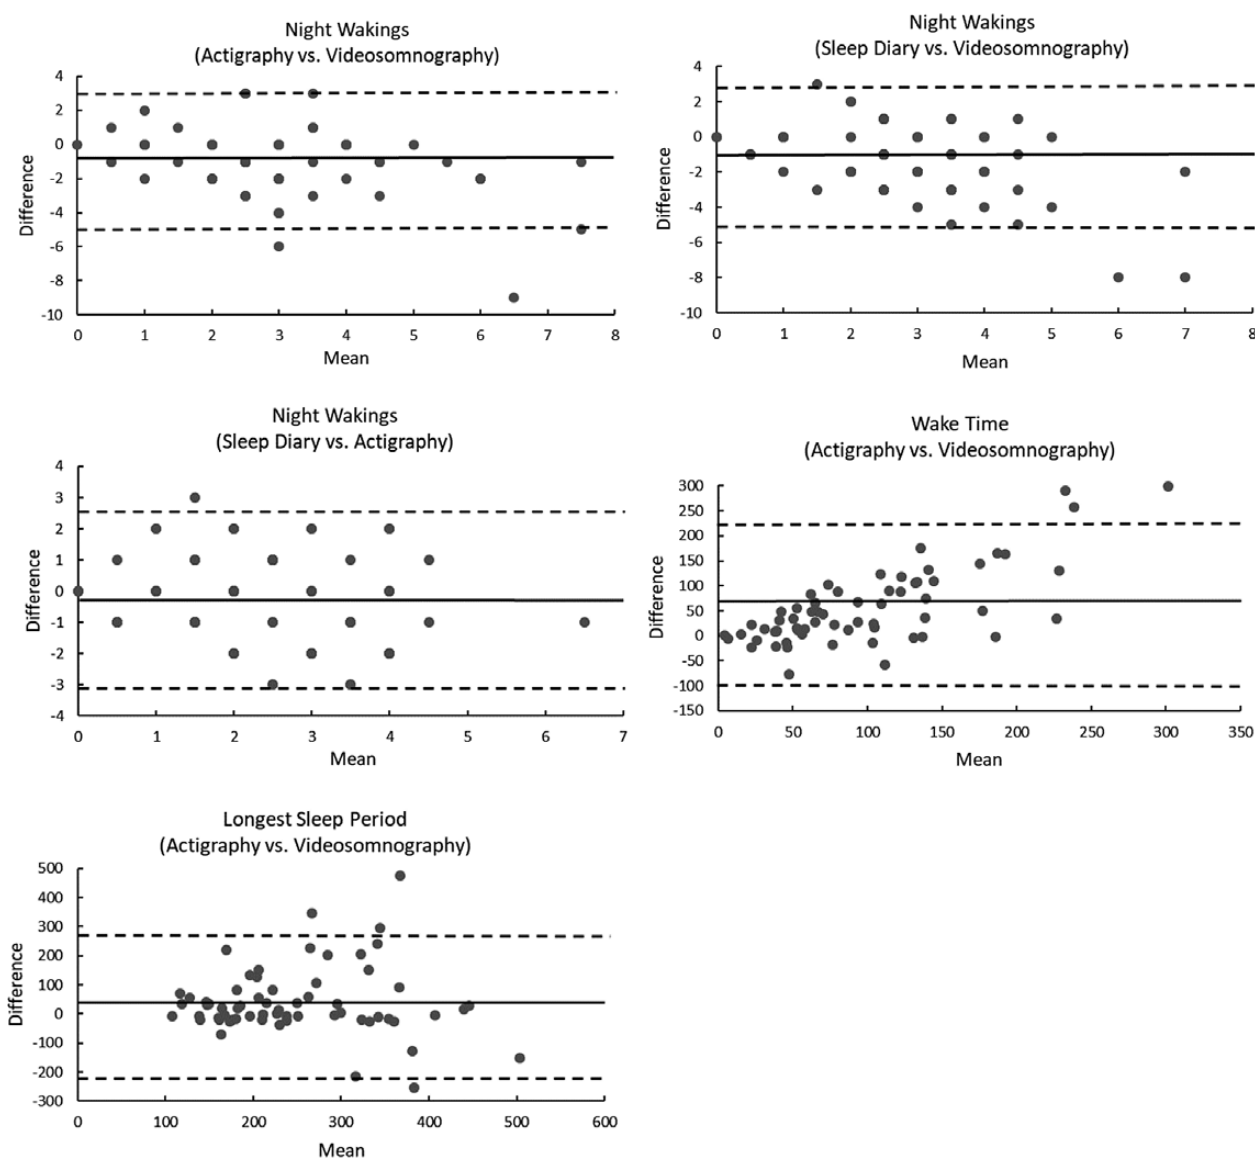 Night Wakings
(Actigraphy vs. Videosomnography)
4
2
0
-2
-4
-6
-8
-10
Difference
0 1 2 3 4 5 6 7 8
Mean
Night Wakings
(Sleep Diary vs. Videosomnography)
4
2
0
-2
-4
-6
-8
-10
Difference
0 1 2 3 4 5 6 7 8
Mean
Night Wakings
(Sleep Diary vs. Actigraphy)
4
3
2
1
0
-1
-2
-3
-4
Difference
0 1 2 3 4 5 6 7
Mean
Wake Time
(Actigraphy vs. Videosomnography)
300
250
200
150
100
50
0
-50
-100
-150
Difference
0 50 100 150 200 250 300 350
Mean
Longest Sleep Period
(Actigraphy vs. Videosomnography)
500
400
300
200
100
0
-100
-200
-300
Difference
0 100 200 300 400 500 600
Mean